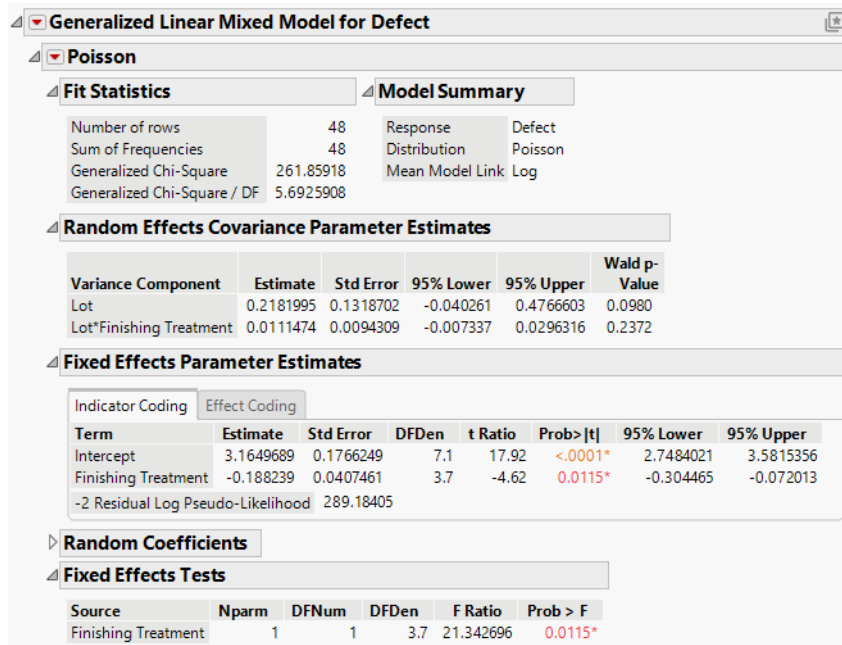 Generalized Linear Mixed Model for Defect
Poisson
Fit Statistics
Number of rows 48
Sum of Frequencies 48
Generalized Chi-Square 261.85918
Generalized Chi-Square / DF 5.6925908
Model Summary
Response Defect
Distribution Poisson
Mean Model Link Log
Random Effects Covariance Parameter Estimates
Variance Component Estimate Std Error 95% Lower 95% Upper Wald p-Value
Lot 0.2181995 0.1318702 -0.040261 0.4766603 0.0980
Lot*Finishing Treatment 0.0111474 0.0094309 -0.007337 0.0296316 0.2372
Fixed Effects Parameter Estimates
Indicator Coding Effect Coding
Term Estimate Std Error DFDen t Ratio Prob>|t| 95% Lower 95% Upper
Intercept 3.1649689 0.1766249 7.1 17.92 <.0001* 2.7484021 3.5815356
Finishing Treatment -0.188239 0.0407461 3.7 -4.62 0.0115* -0.304465 -0.072013
-2 Residual Log Pseudo-Likelihood 289.18405
Random Coefficients
Fixed Effects Tests
Source Nparm DFNum DFDen F Ratio Prob > F
Finishing Treatment 1 1 3.7 21.342696 0.0115*